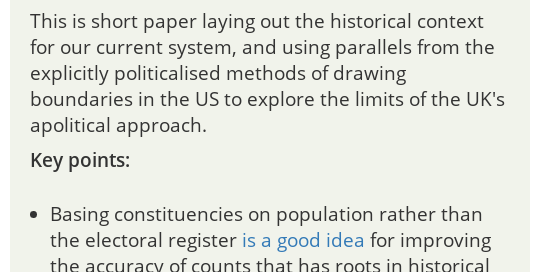 This is short paper laying out the historical context
for our current system, and using parallels from the
explicitly politicalised methods of drawing
boundaries in the US to explore the limits of the UK's
apolitical approach.
Key points:
• Basing constituencies on population rather than
the electoral register is a good idea for improving
the accuracy of counts that has roots in historical